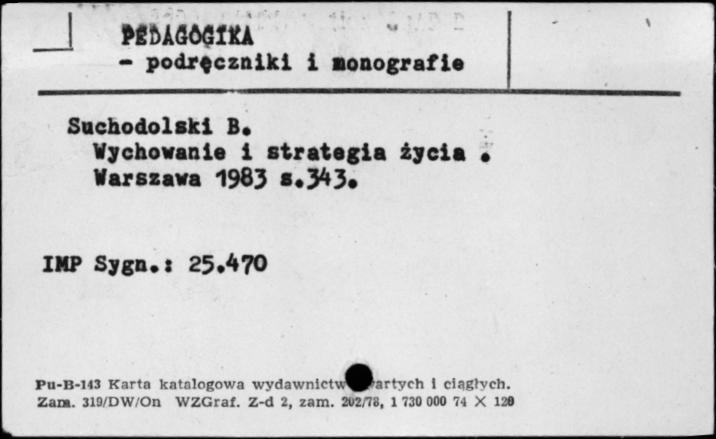 PEDAGOGIKA
- podręczniki i monografie
Suchodolski B.
Wychowanie i strategia życia .
Warszawa 1983 s.343.
IMP Sygn.: 25.470
Pu-B-143 Karta katalogowa wydawnictw artych i ciągłych.
Zam. 319/DW/On WZGraf. Z-d 2, zam. 202/78, 1 730 000 74 X 120